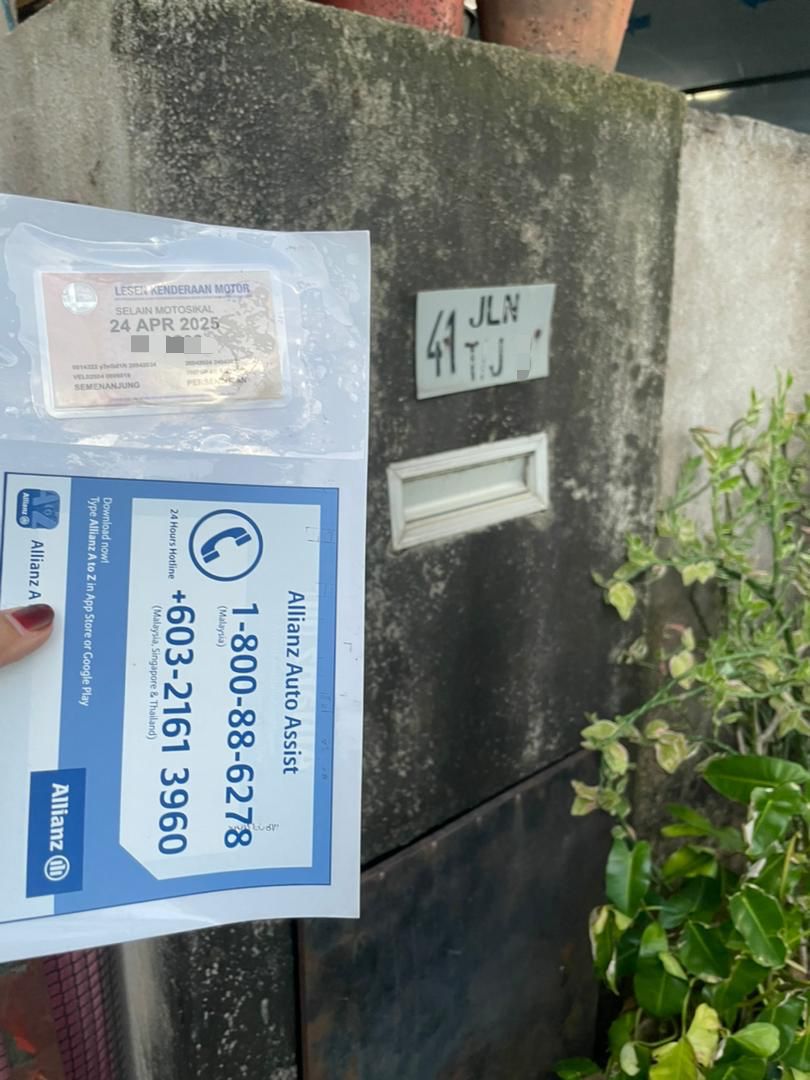 LESEN KENDERAAN MOTOR
SELAIN MOTOSIKAL
24 APR 2025
SEMENANJUNG
Allianz Auto Assist
1-800-88-6278
(Malaysia)
24 Hours Hotline +603-2161 3960
(Malaysia, Singapore & Thailand)
Download now!
Type Allianz A to Z in App Store or Google Play
Allianz
Allianz A
Allianz
41 JLN